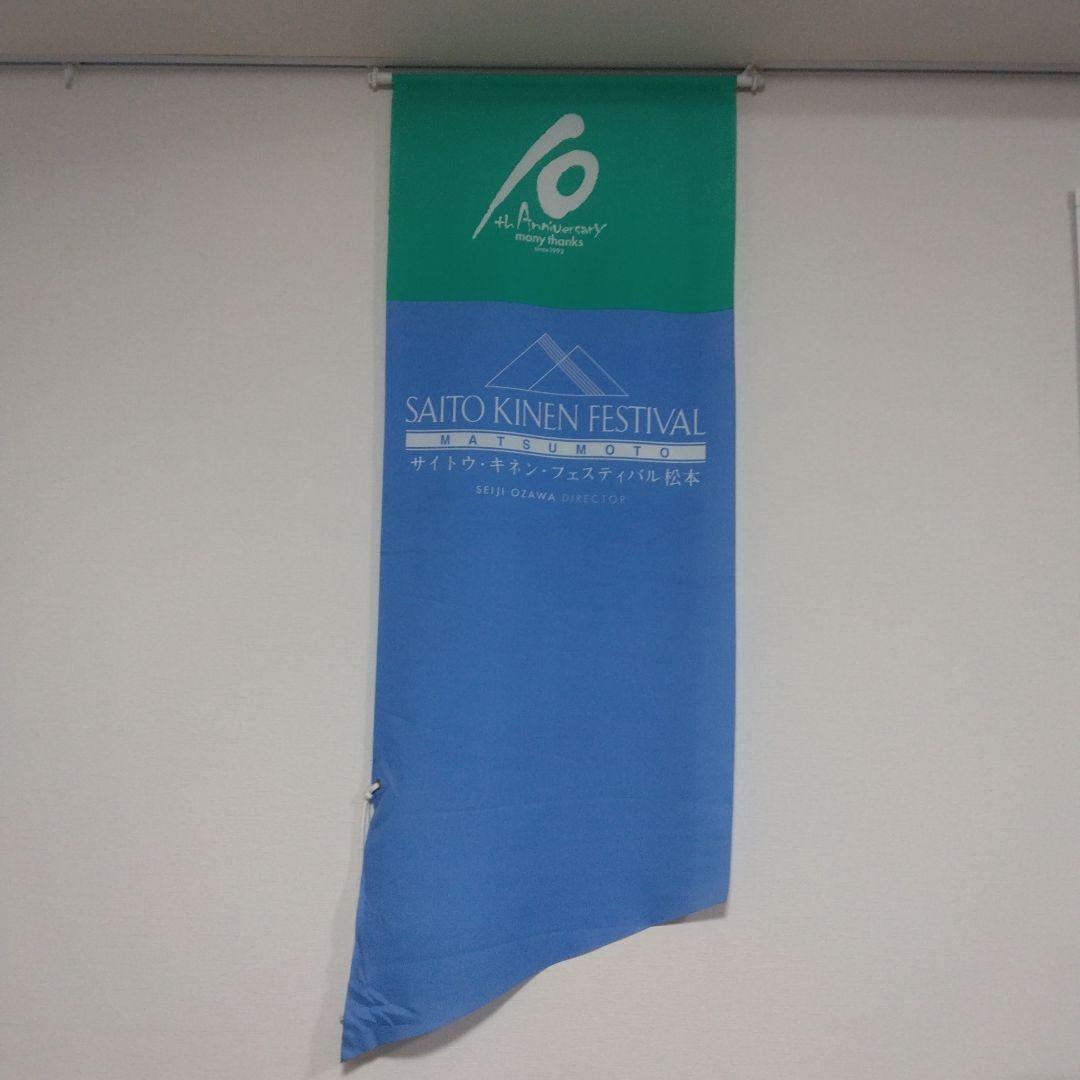 10
th Anniversary
many thanks
since 1992
SAITO KINEN FESTIVAL
MATSUMOTO
サイトウ・キネン・フェスティバル松本
SEIJI OZAWA DIRECTOR